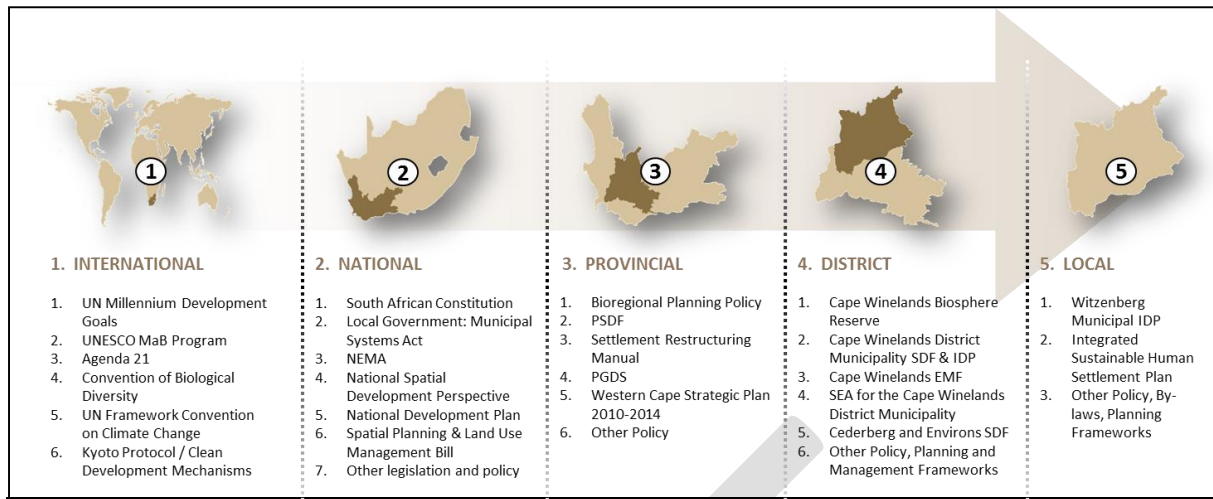 1
2
3
4
5
1. INTERNATIONAL
1. UN Millennium Development
Goals
2. UNESCO MaB Program
3. Agenda 21
4. Convention of Biological
Diversity
5. UN Framework Convention
on Climate Change
6. Kyoto Protocol / Clean
Development Mechanisms
2. NATIONAL
1. South African Constitution
2. Local Government: Municipal
Systems Act
3. NEMA
4. National Spatial
Development Perspective
5. National Development Plan
6. Spatial Planning & Land Use
Management Bill
7. Other legislation and policy
3. PROVINCIAL
1. Bioregional Planning Policy
2. PSDF
3. Settlement Restructuring
Manual
4. PGDS
5. Western Cape Strategic Plan
2010-2014
6. Other Policy
4. DISTRICT
1. Cape Winelands Biosphere
Reserve
2. Cape Winelands District
Municipality SDF & IDP
3. Cape Winelands EMF
4. SEA for the Cape Winelands
District Municipality
5. Cederberg and Environs SDF
6. Other Policy, Planning and
Management Frameworks
5. LOCAL
1. Witzenberg
Municipal IDP
2. Integrated
Sustainable Human
Settlement Plan
3. Other Policy, By-
laws, Planning
Frameworks